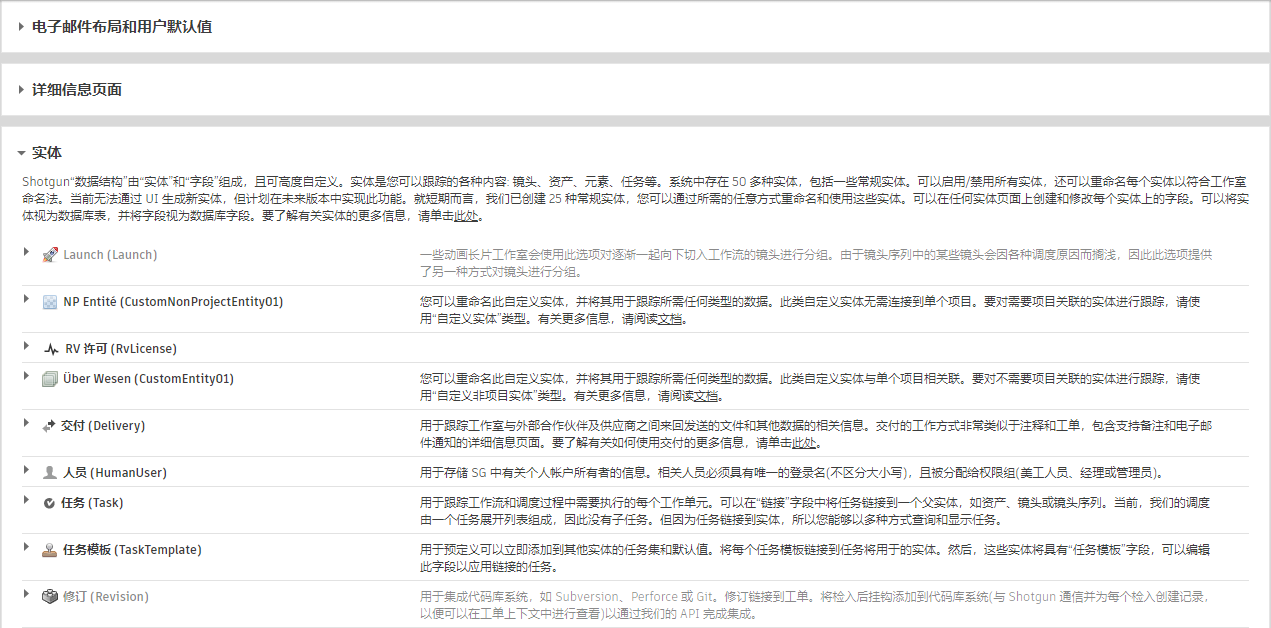 电子邮件布局和用户默认值
详细信息页面
实体
Shotgun“数据结构”由“实体”和“字段”组成，且可高度自定义。实体是您可以跟踪的各种内容: 镜头、资产、元素、任务等。系统中存在 50 多种实体，包括一些常规实体。可以启用/禁用所有实体，还可以重命名每个实体以符合工作室
命名法。当前无法通过 UI 生成新实体，但计划在未来版本中实现此功能。就短期而言，我们已创建 25 种常规实体，您可以通过所需的任意方式重命名和使用这些实体。可以在任何实体页面上创建和修改每个实体上的字段。可以将实
体视为数据库表，并将字段视为数据库字段。要了解有关实体的更多信息，请单击此处。
Launch (Launch)
一些动画长片工作室会使用此选项对逐渐一起向下切入工作流的镜头进行分组。由于镜头序列中的某些镜头会因各种调度原因而搁浅，因此此选项提供
了另一种方式对镜头进行分组。
NP Entité (CustomNonProjectEntity01)
您可以重命名此自定义实体，并将其用于跟踪所需任何类型的数据。此类自定义实体无需连接到单个项目。要对需要项目关联的实体进行跟踪，请使
用“自定义实体”类型。有关更多信息，请阅读文档。
RV 许可 (RvLicense)
Über Wesen (CustomEntity01)
您可以重命名此自定义实体，并将其用于跟踪所需任何类型的数据。此类自定义实体与单个项目相关联。要对不需要项目关联的实体进行跟踪，请使
用“自定义非项目实体”类型。有关更多信息，请阅读文档。
交付 (Delivery)
用于跟踪工作室与外部合作伙伴及供应商之间来回发送的文件和其他数据的相关信息。交付的工作方式非常类似于注释和工单，包含支持备注和电子邮
件通知的详细信息页面。要了解有关如何使用交付的更多信息，请单击此处。
人员 (HumanUser)
用于存储 SG 中有关个人帐户所有者的信息。相关人员必须具有唯一的登录名(不区分大小写)，且被分配给权限组(美工人员、经理或管理员)。
任务 (Task)
用于跟踪工作流和调度过程中需要执行的每个工作单元。可以在“链接”字段中将任务链接到一个父实体，如资产、镜头或镜头序列。当前，我们的调度
由一个任务展开列表组成，因此没有子任务。但因为任务链接到实体，所以您能够以多种方式查询和显示任务。
任务模板 (TaskTemplate)
用于预定义可以立即添加到其他实体的任务集和默认值。将每个任务模板链接到任务将用于的实体。然后，这些实体将具有“任务模板”字段，可以编辑
此字段以应用链接的任务。
修订 (Revision)
用于集成代码库系统，如 Subversion、Perforce 或 Git。修订链接到工单。将检入后挂钩添加到代码库系统(与 Shotgun 通信并为每个检入创建记录，
以便可以在工单上下文中进行查看)以通过我们的 API 完成集成。